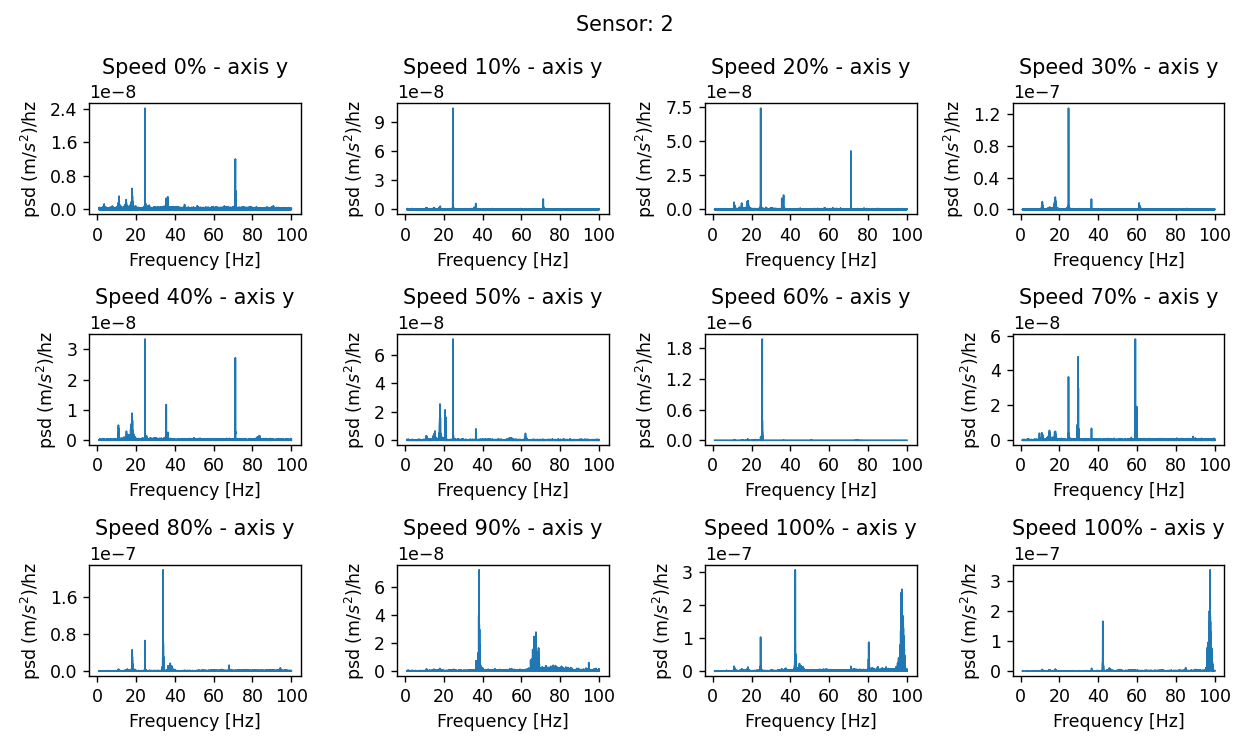 Sensor: 2
Speed 0% - axis y
Speed 10% - axis y
Speed 20% - axis y
Speed 30% - axis y
1e−8
1e−8
1e−8
1e−7
psd (m/s²)/hz
2.4
1.6
0.8
0.0
psd (m/s²)/hz
9
6
3
0
psd (m/s²)/hz
7.5
5.0
2.5
0.0
psd (m/s²)/hz
1.2
0.8
0.4
0.0
0 20 40 60 80 100
0 20 40 60 80 100
0 20 40 60 80 100
0 20 40 60 80 100
Frequency [Hz]
Frequency [Hz]
Frequency [Hz]
Frequency [Hz]
Speed 40% - axis y
Speed 50% - axis y
Speed 60% - axis y
Speed 70% - axis y
1e−8
1e−8
1e−6
1e−8
psd (m/s²)/hz
3
2
1
0
psd (m/s²)/hz
6
4
2
0
psd (m/s²)/hz
1.8
1.2
0.6
0.0
psd (m/s²)/hz
6
4
2
0
0 20 40 60 80 100
0 20 40 60 80 100
0 20 40 60 80 100
0 20 40 60 80 100
Frequency [Hz]
Frequency [Hz]
Frequency [Hz]
Frequency [Hz]
Speed 80% - axis y
Speed 90% - axis y
Speed 100% - axis y
Speed 100% - axis y
1e−7
1e−8
1e−7
1e−7
psd (m/s²)/hz
1.6
0.8
0.0
psd (m/s²)/hz
6
4
2
0
psd (m/s²)/hz
3
2
1
0
psd (m/s²)/hz
3
2
1
0
0 20 40 60 80 100
0 20 40 60 80 100
0 20 40 60 80 100
0 20 40 60 80 100
Frequency [Hz]
Frequency [Hz]
Frequency [Hz]
Frequency [Hz]